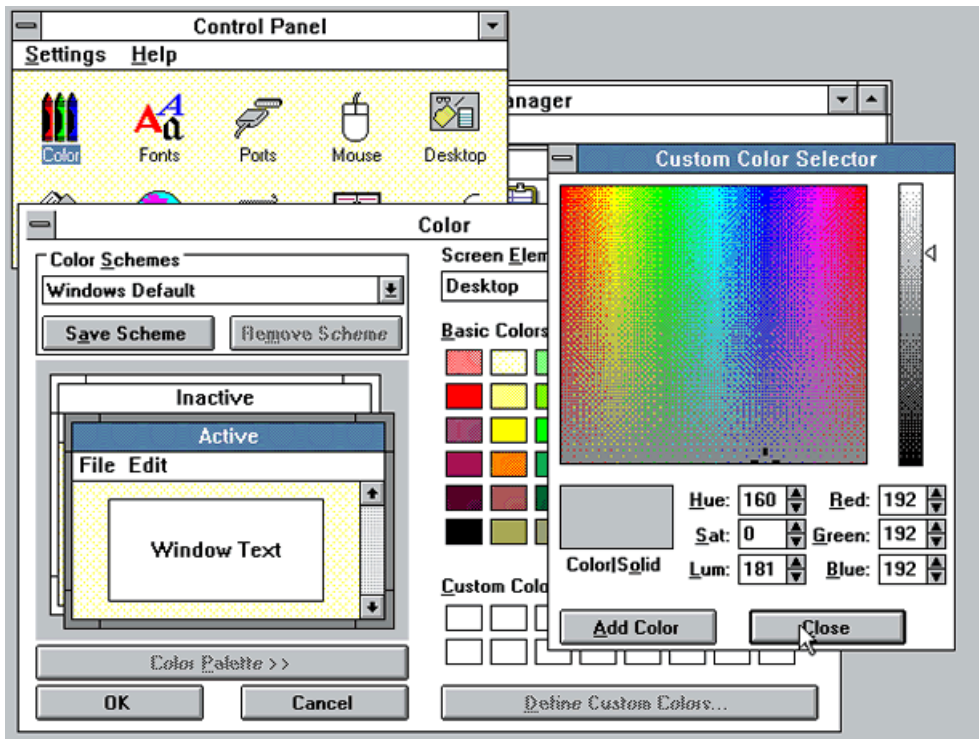 Control Panel
Settings Help
Color Fonts Ports Mouse Desktop
anager
Custom Color Selector
Color
Color Schemes
Windows Default
Save Scheme Remove Scheme
Screen Elem
Desktop
Basic Colors
Inactive
Active
File Edit
Window Text
Custom Colo
Color Palette >>
OK Cancel
Define Custom Colors...
Color|Solid
Hue: 160 Red: 192
Sat: 0 Green: 192
Lum: 181 Blue: 192
Add Color Close